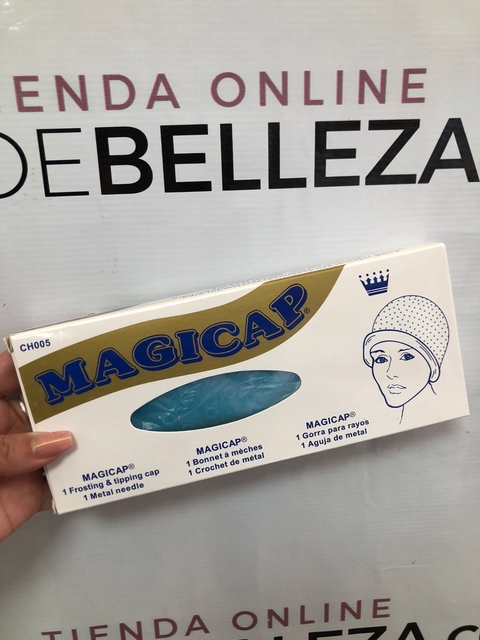 IENDA ONLINE
DEBELLEZA
CH005
MAGICAP®
MAGICAP®
1 Frosting & tipping cap
1 Metal needle
MAGICAP®
1 Bonnet à mèches
1 Crochet de métal
MAGICAP®
1 Gorra para rayos
1 Aguja de metal
TIENDA ONLINE